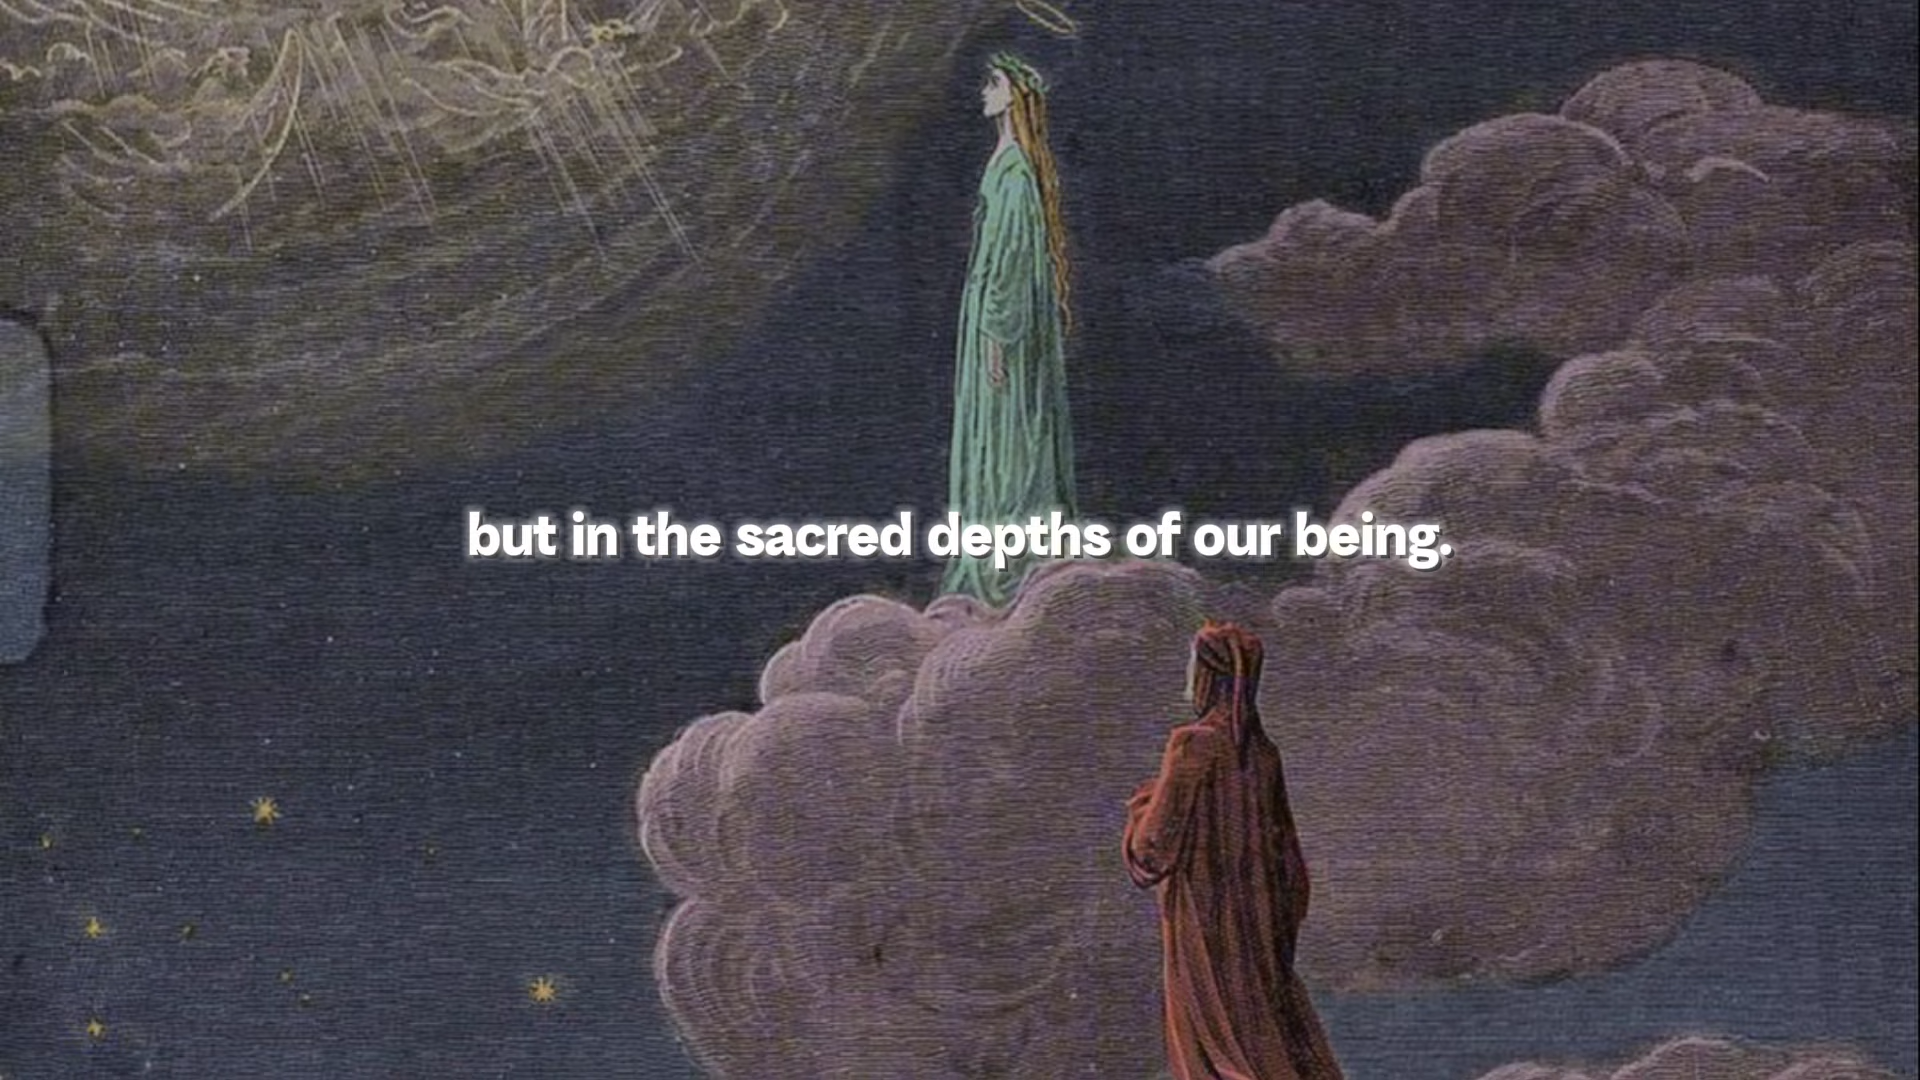 but in the sacred depths of our being.